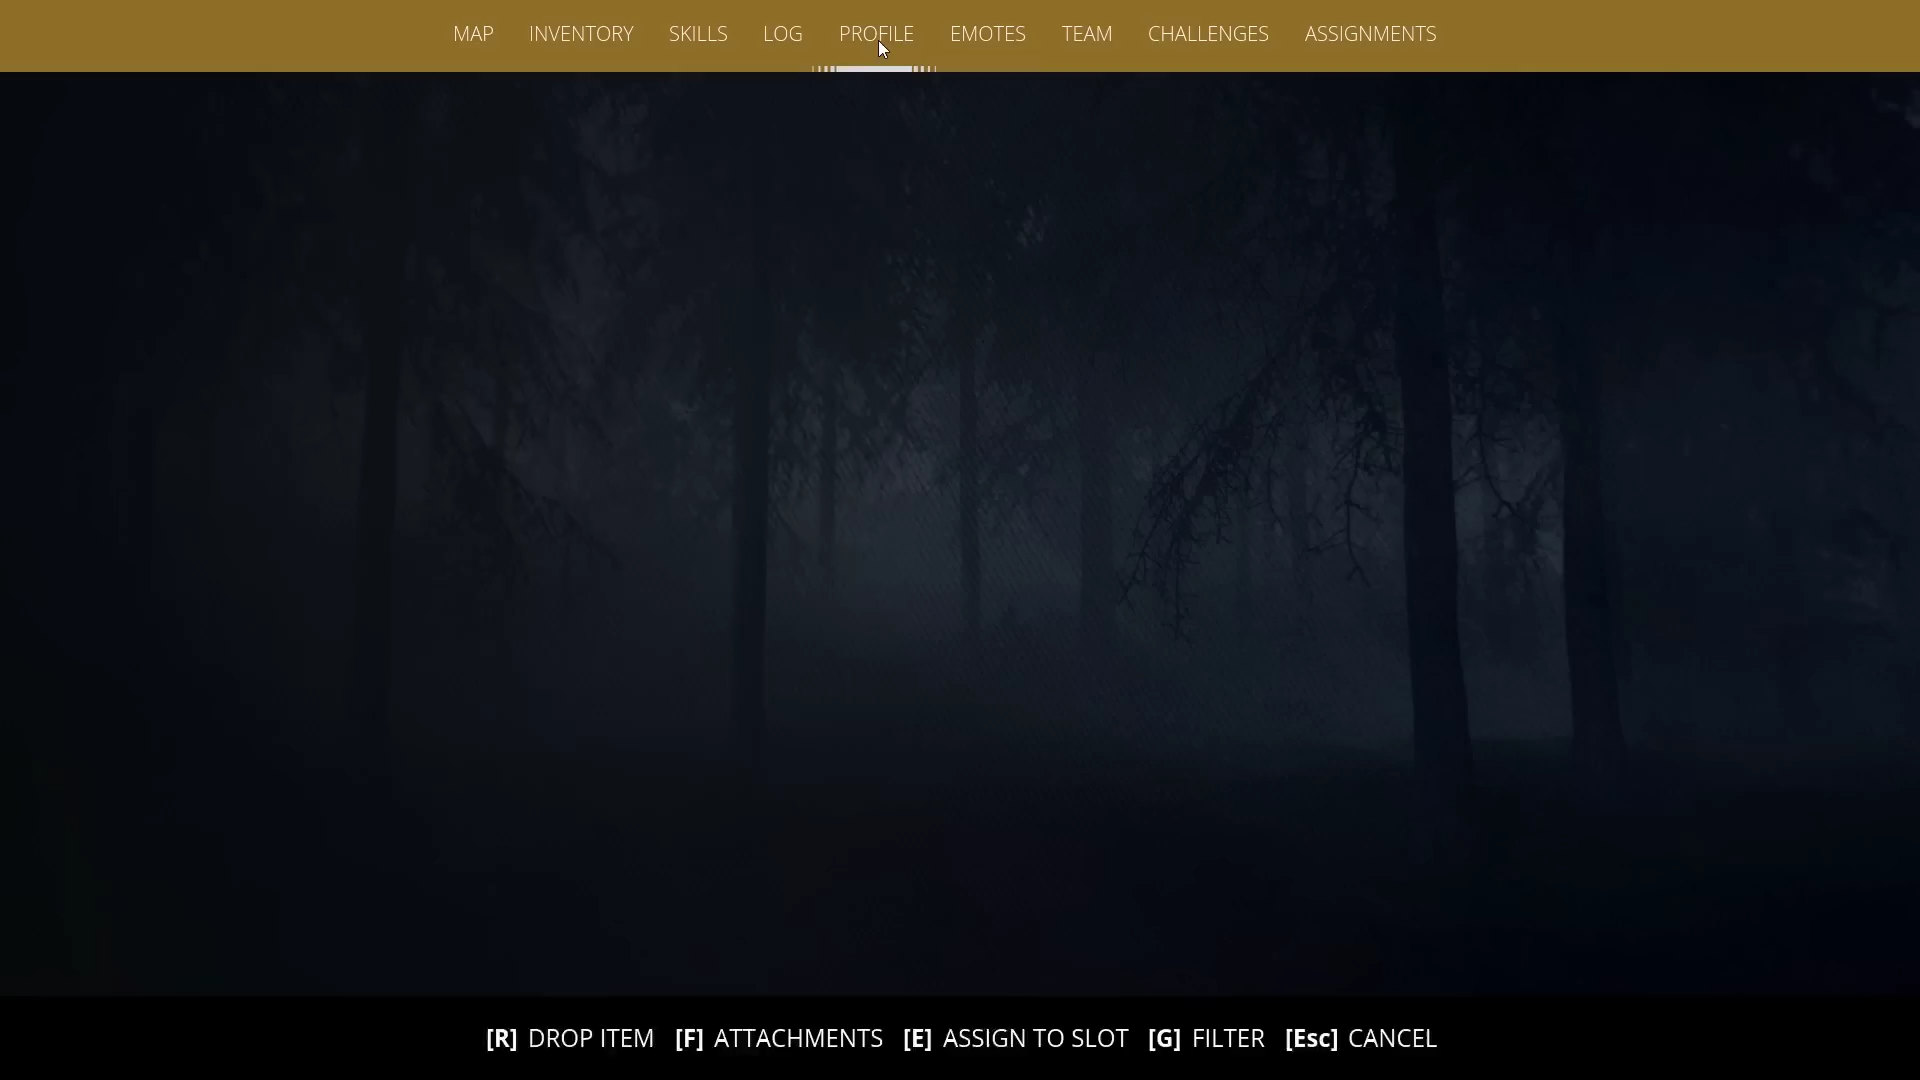 MAP INVENTORY SKILLS LOG PROFILE EMOTES TEAM CHALLENGES ASSIGNMENTS
[R] DROP ITEM [F] ATTACHMENTS [E] ASSIGN TO SLOT [G] FILTER [Esc] CANCEL